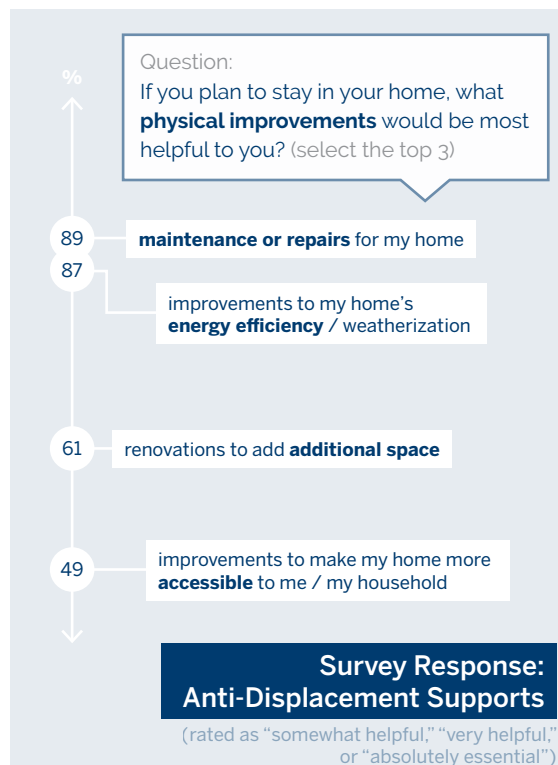 %
Question:
If you plan to stay in your home, what
physical improvements would be most
helpful to you? (select the top 3)
89
maintenance or repairs for my home
87
improvements to my home’s
energy efficiency / weatherization
61
renovations to add additional space
49
improvements to make my home more
accessible to me / my household
Survey Response:
Anti-Displacement Supports
(rated as “somewhat helpful,” “very helpful,”
or “absolutely essential”)